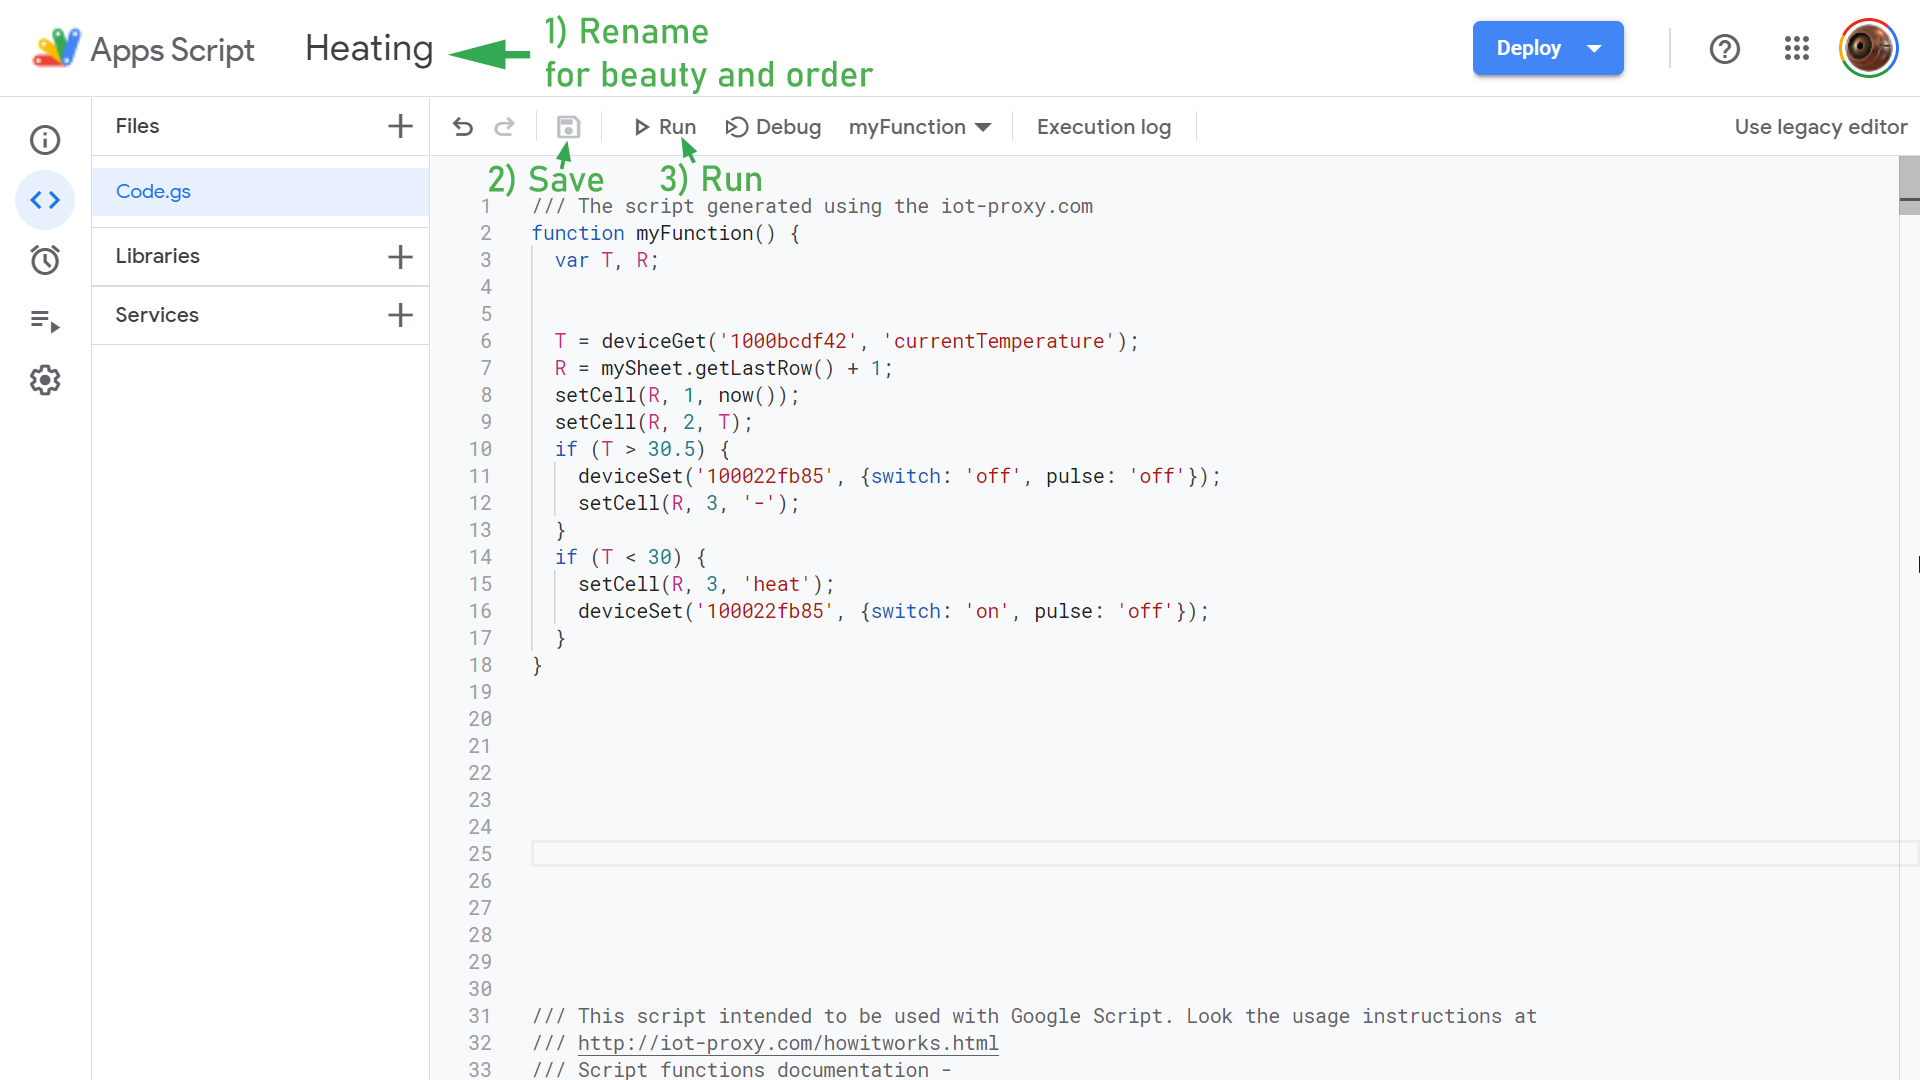 Apps Script
Heating
1) Rename
for beauty and order
Deploy
Files
Run
Debug
myFunction
Execution log
Use legacy editor
2) Save
3) Run
Code.gs
Libraries
Services
1 /// The script generated using the iot-proxy.com
2 function myFunction() {
3 var T, R;
4
5
6 T = deviceGet('1000bcdf42', 'currentTemperature');
7 R = mySheet.getLastRow() + 1;
8 setCell(R, 1, now());
9 setCell(R, 2, T);
10 if (T > 30.5) {
11 deviceSet('100022fb85', {switch: 'off', pulse: 'off'});
12 setCell(R, 3, '-');
13 }
14 if (T < 30) {
15 setCell(R, 3, 'heat');
16 deviceSet('100022fb85', {switch: 'on', pulse: 'off'});
17 }
18 }
19
20
21
22
23
24
25
26
27
28
29
30
31 /// This script intended to be used with Google Script. Look the usage instructions at
32 /// http://iot-proxy.com/howitworks.html
33 /// Script functions documentation -